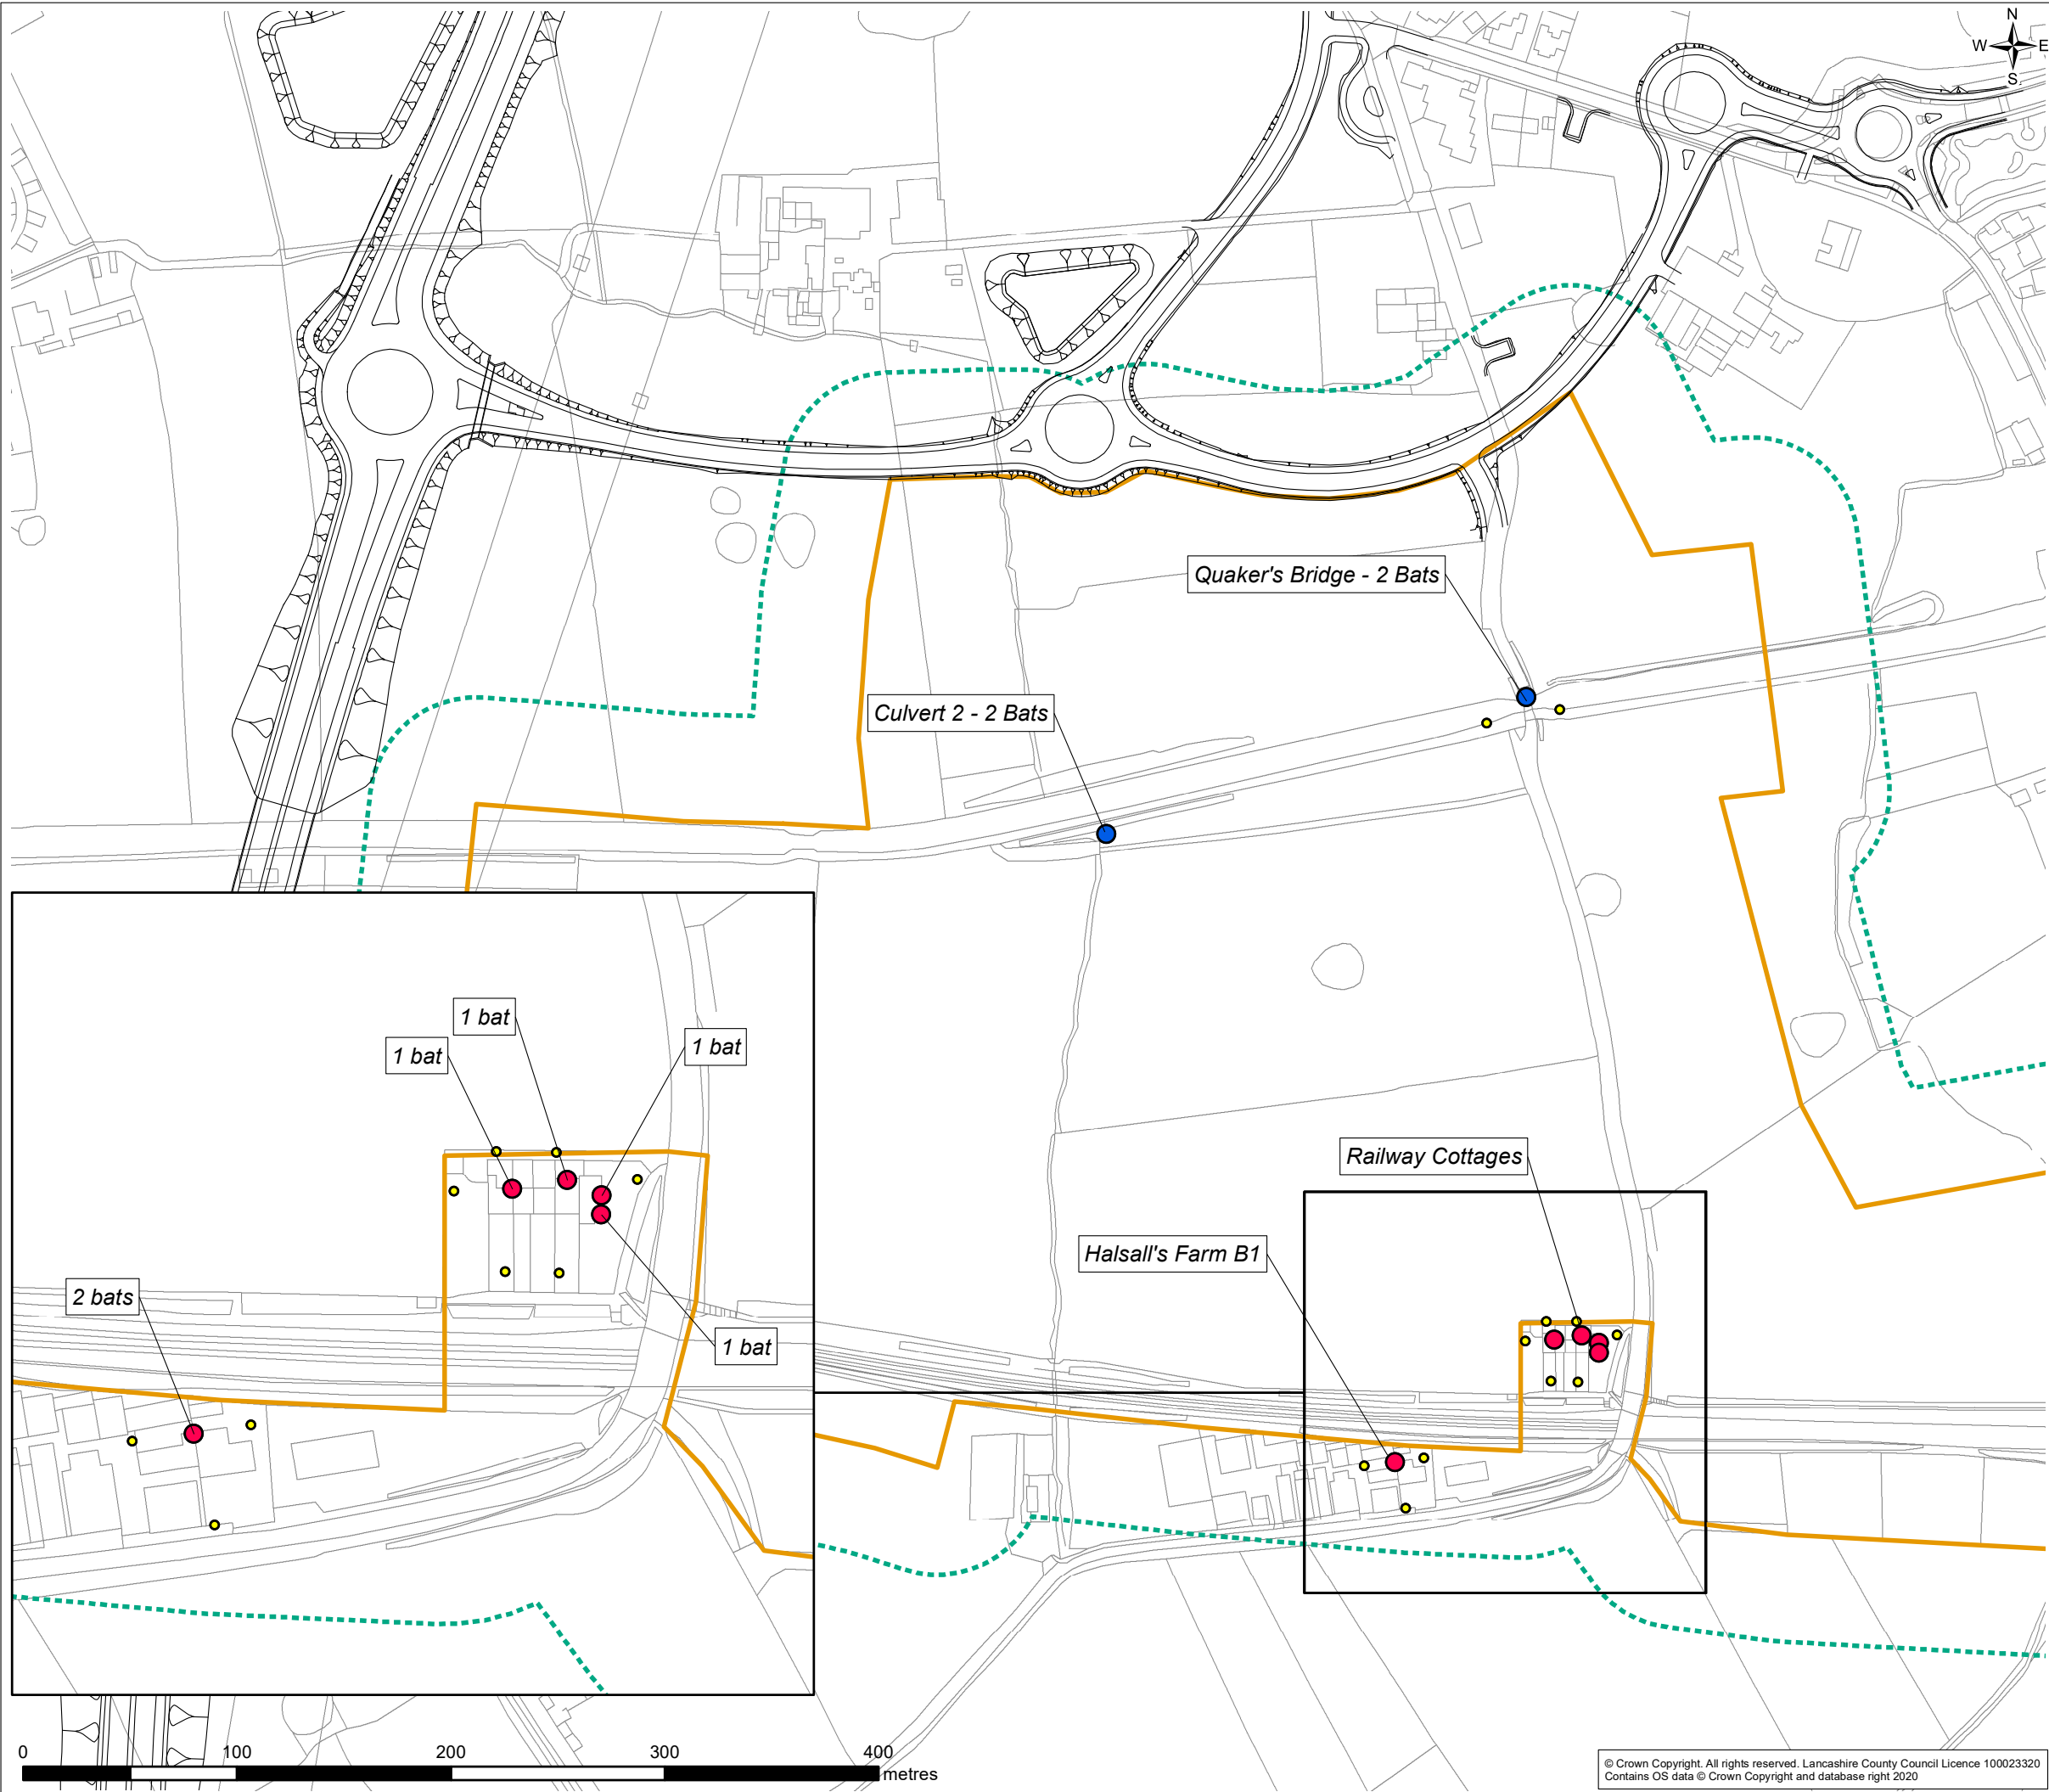 N
W E
S
Quaker's Bridge - 2 Bats
Culvert 2 - 2 Bats
1 bat
1 bat
1 bat
Railway Cottages
Halsall's Farm B1
2 bats
1 bat
0 100 200 300 400
metres
© Crown Copyright. All rights reserved. Lancashire County Council Licence 100023320
Contains OS data © Crown Copyright and database right 2020